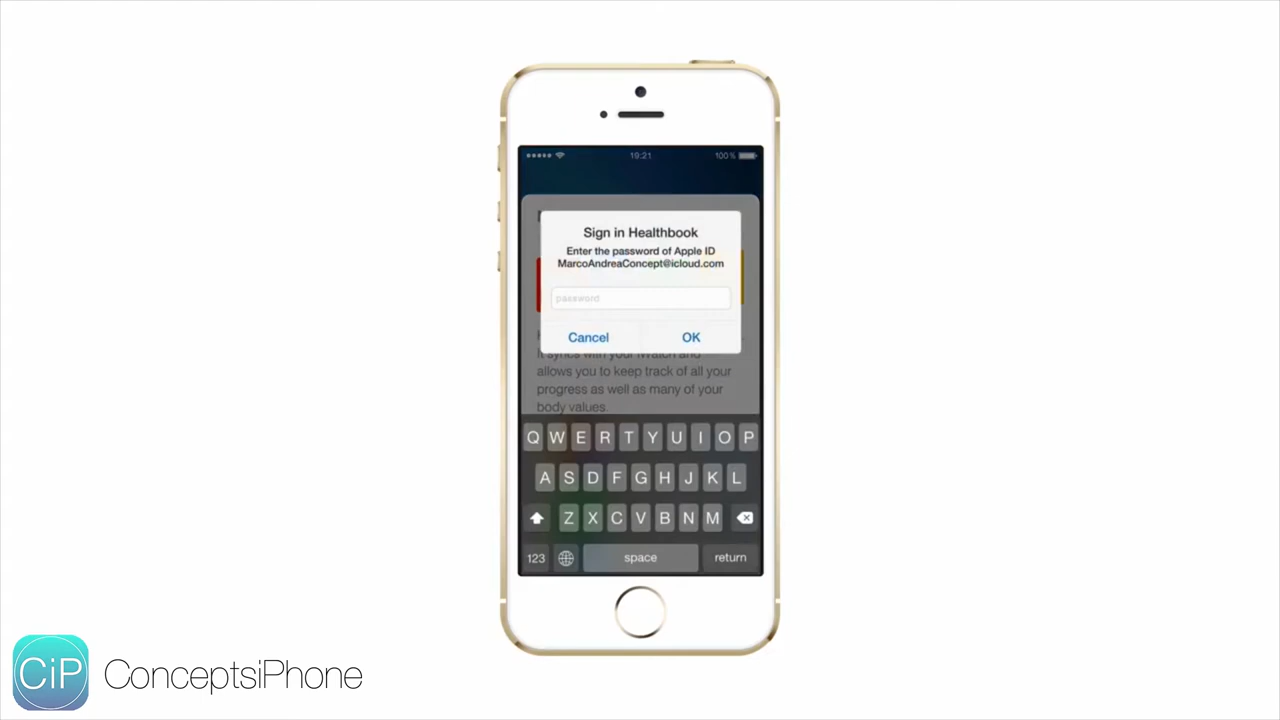 19:21
100 %
Sign in Healthbook
Enter the password of Apple ID
MarcoAndreaConcept@icloud.com
password
Cancel
OK
It syncs with your iWatch and
allows you to keep track of all your
progress as well as many of your
body values.
Q W E R T Y U I O P
A S D F G H J K L
Z X C V B N M
123
space
return
CiP
ConceptsiPhone